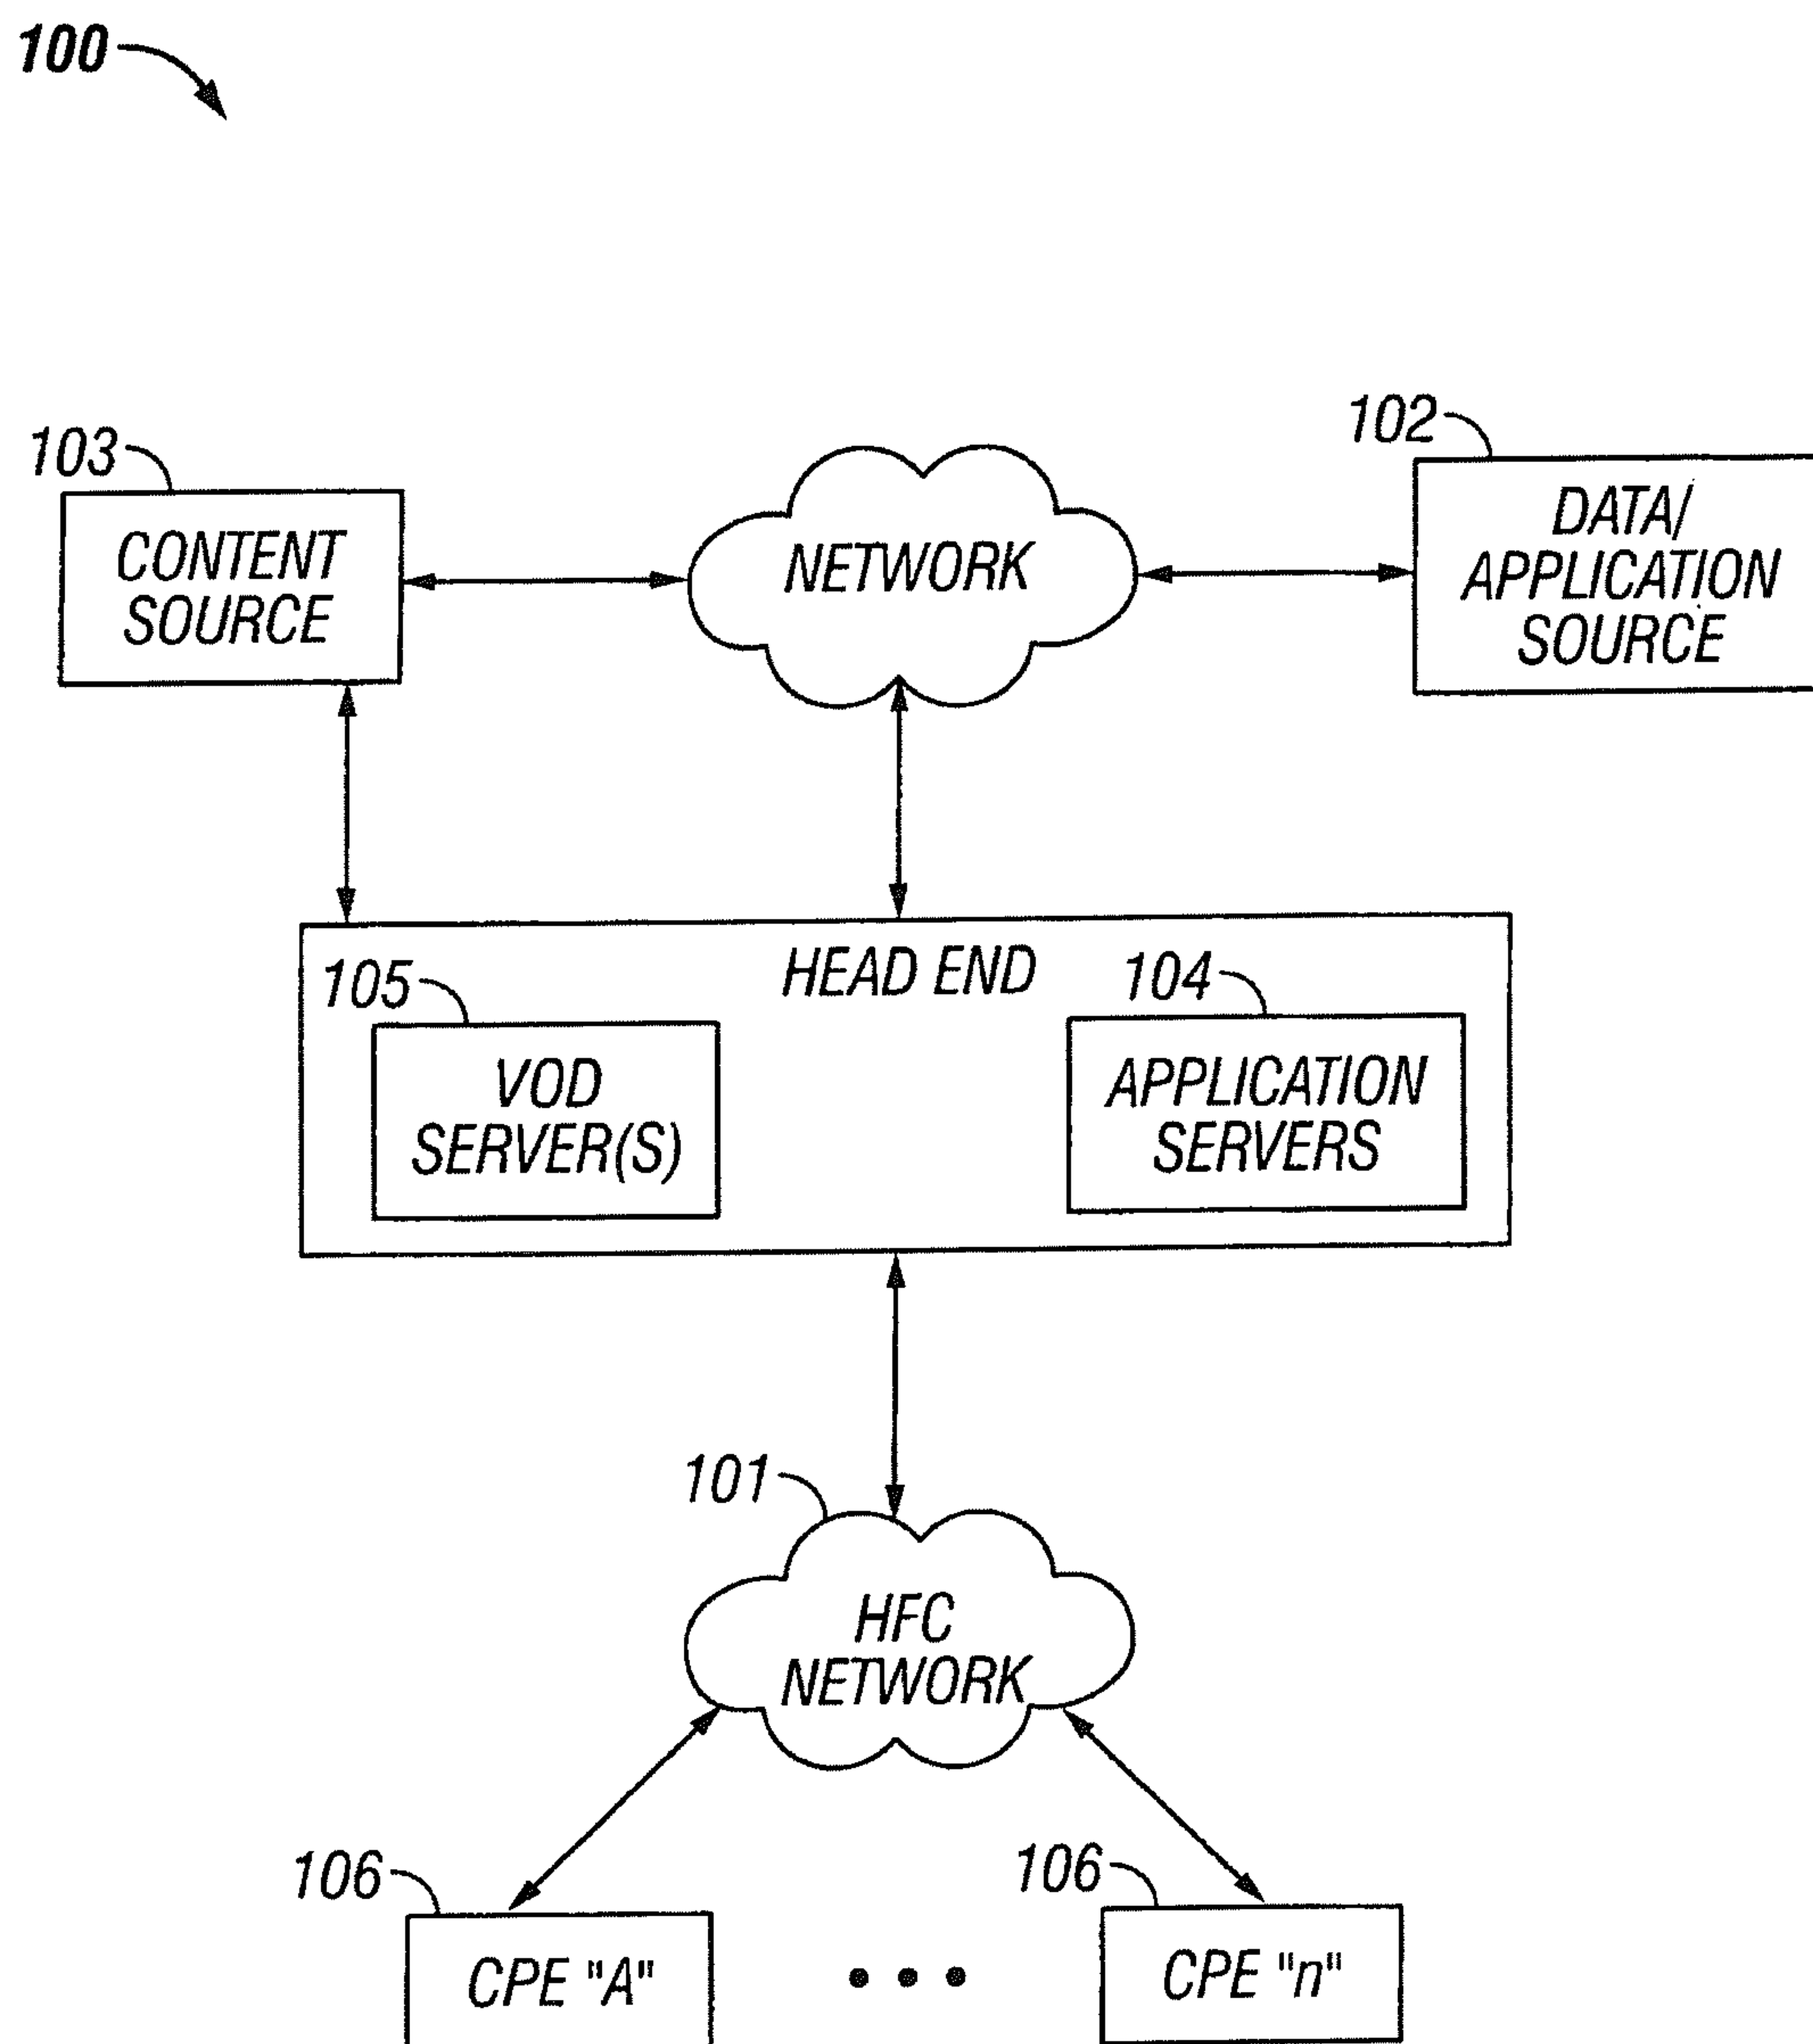 100
103
CONTENT
SOURCE
NETWORK
102
DATA/
APPLICATION
SOURCE
HEAD END
105
VOD
SERVER(S)
104
APPLICATION
SERVERS
101
HFC
NETWORK
106
CPE "A"
106
CPE "n"